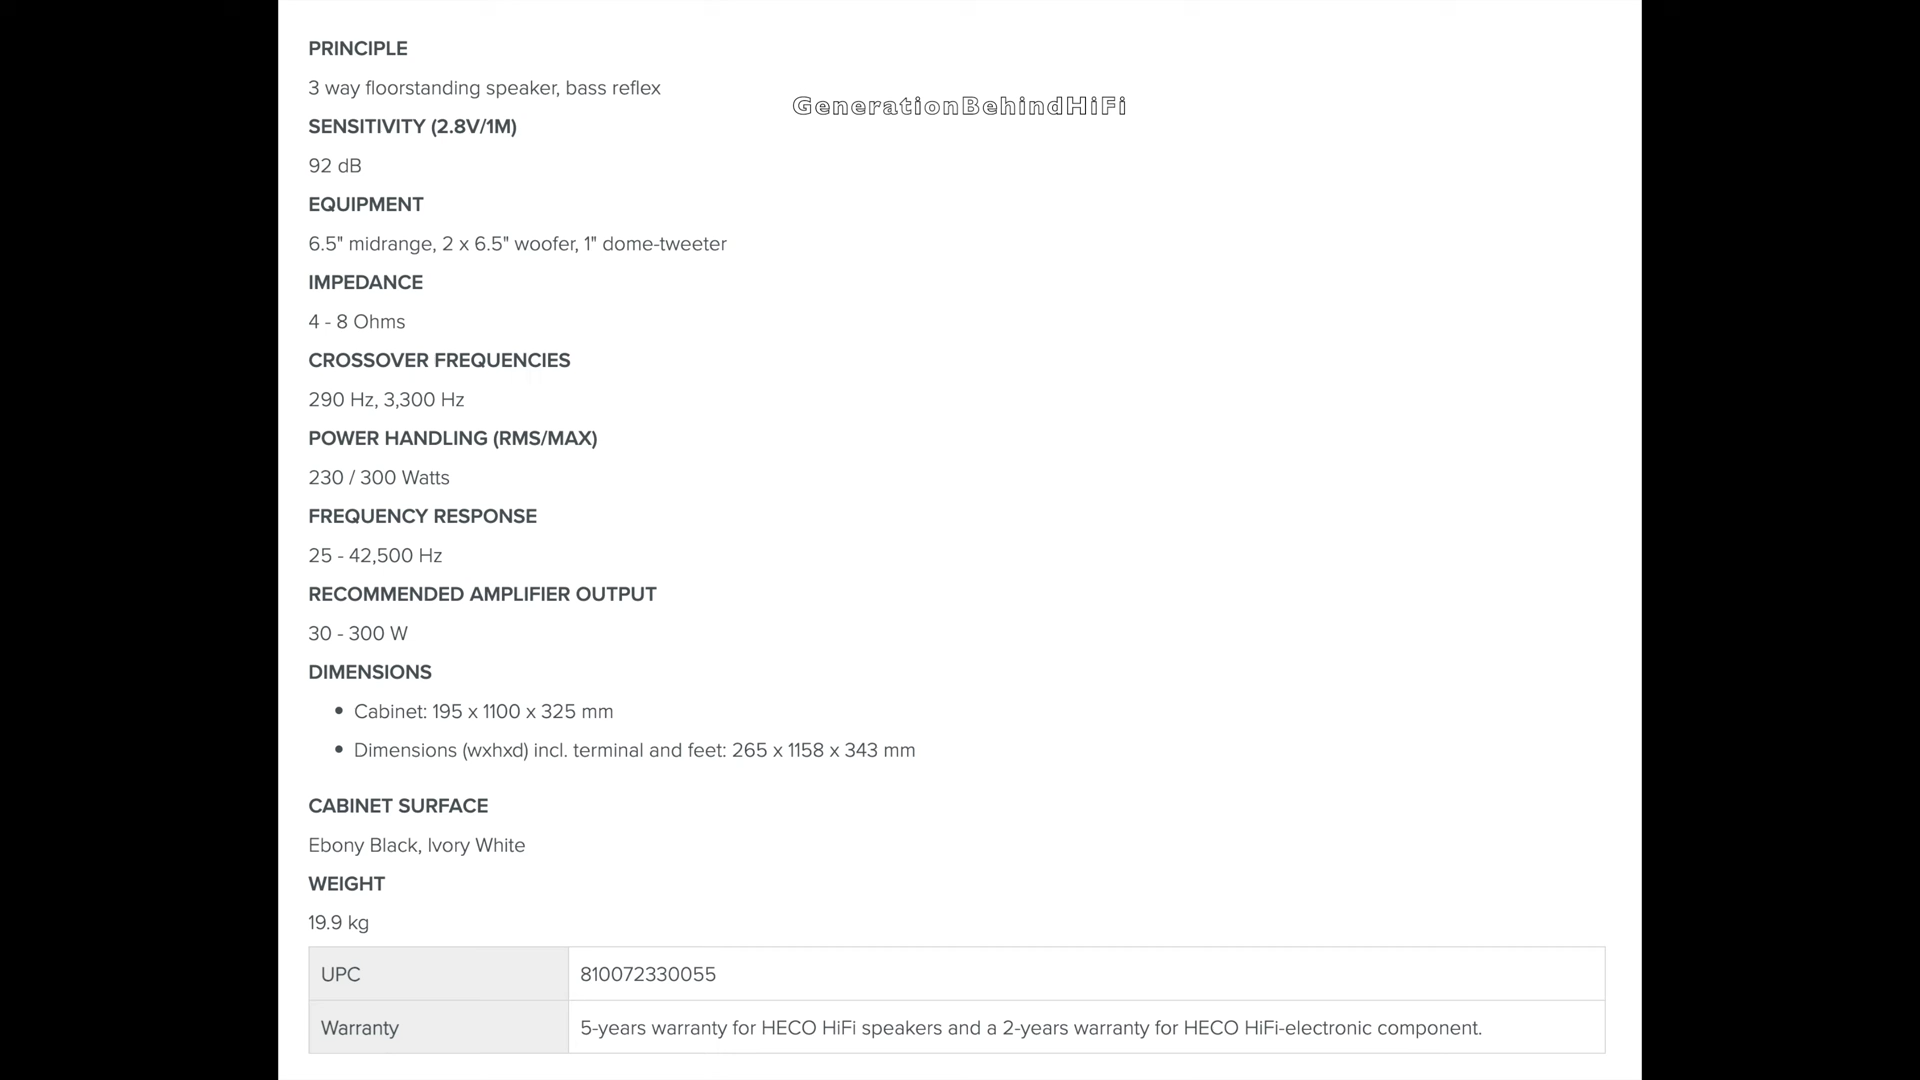 PRINCIPLE
3 way floorstanding speaker, bass reflex
GenerationBehindHiFi
SENSITIVITY (2.8V/1M)
92 dB
EQUIPMENT
6.5" midrange, 2 x 6.5" woofer, 1" dome-tweeter
IMPEDANCE
4 - 8 Ohms
CROSSOVER FREQUENCIES
290 Hz, 3,300 Hz
POWER HANDLING (RMS/MAX)
230 / 300 Watts
FREQUENCY RESPONSE
25 - 42,500 Hz
RECOMMENDED AMPLIFIER OUTPUT
30 - 300 W
DIMENSIONS
• Cabinet: 195 x 1100 x 325 mm
• Dimensions (wxhxd) incl. terminal and feet: 265 x 1158 x 343 mm
CABINET SURFACE
Ebony Black, Ivory White
WEIGHT
19.9 kg
UPC 810072330055
Warranty 5-years warranty for HECO HiFi speakers and a 2-years warranty for HECO HiFi-electronic component.